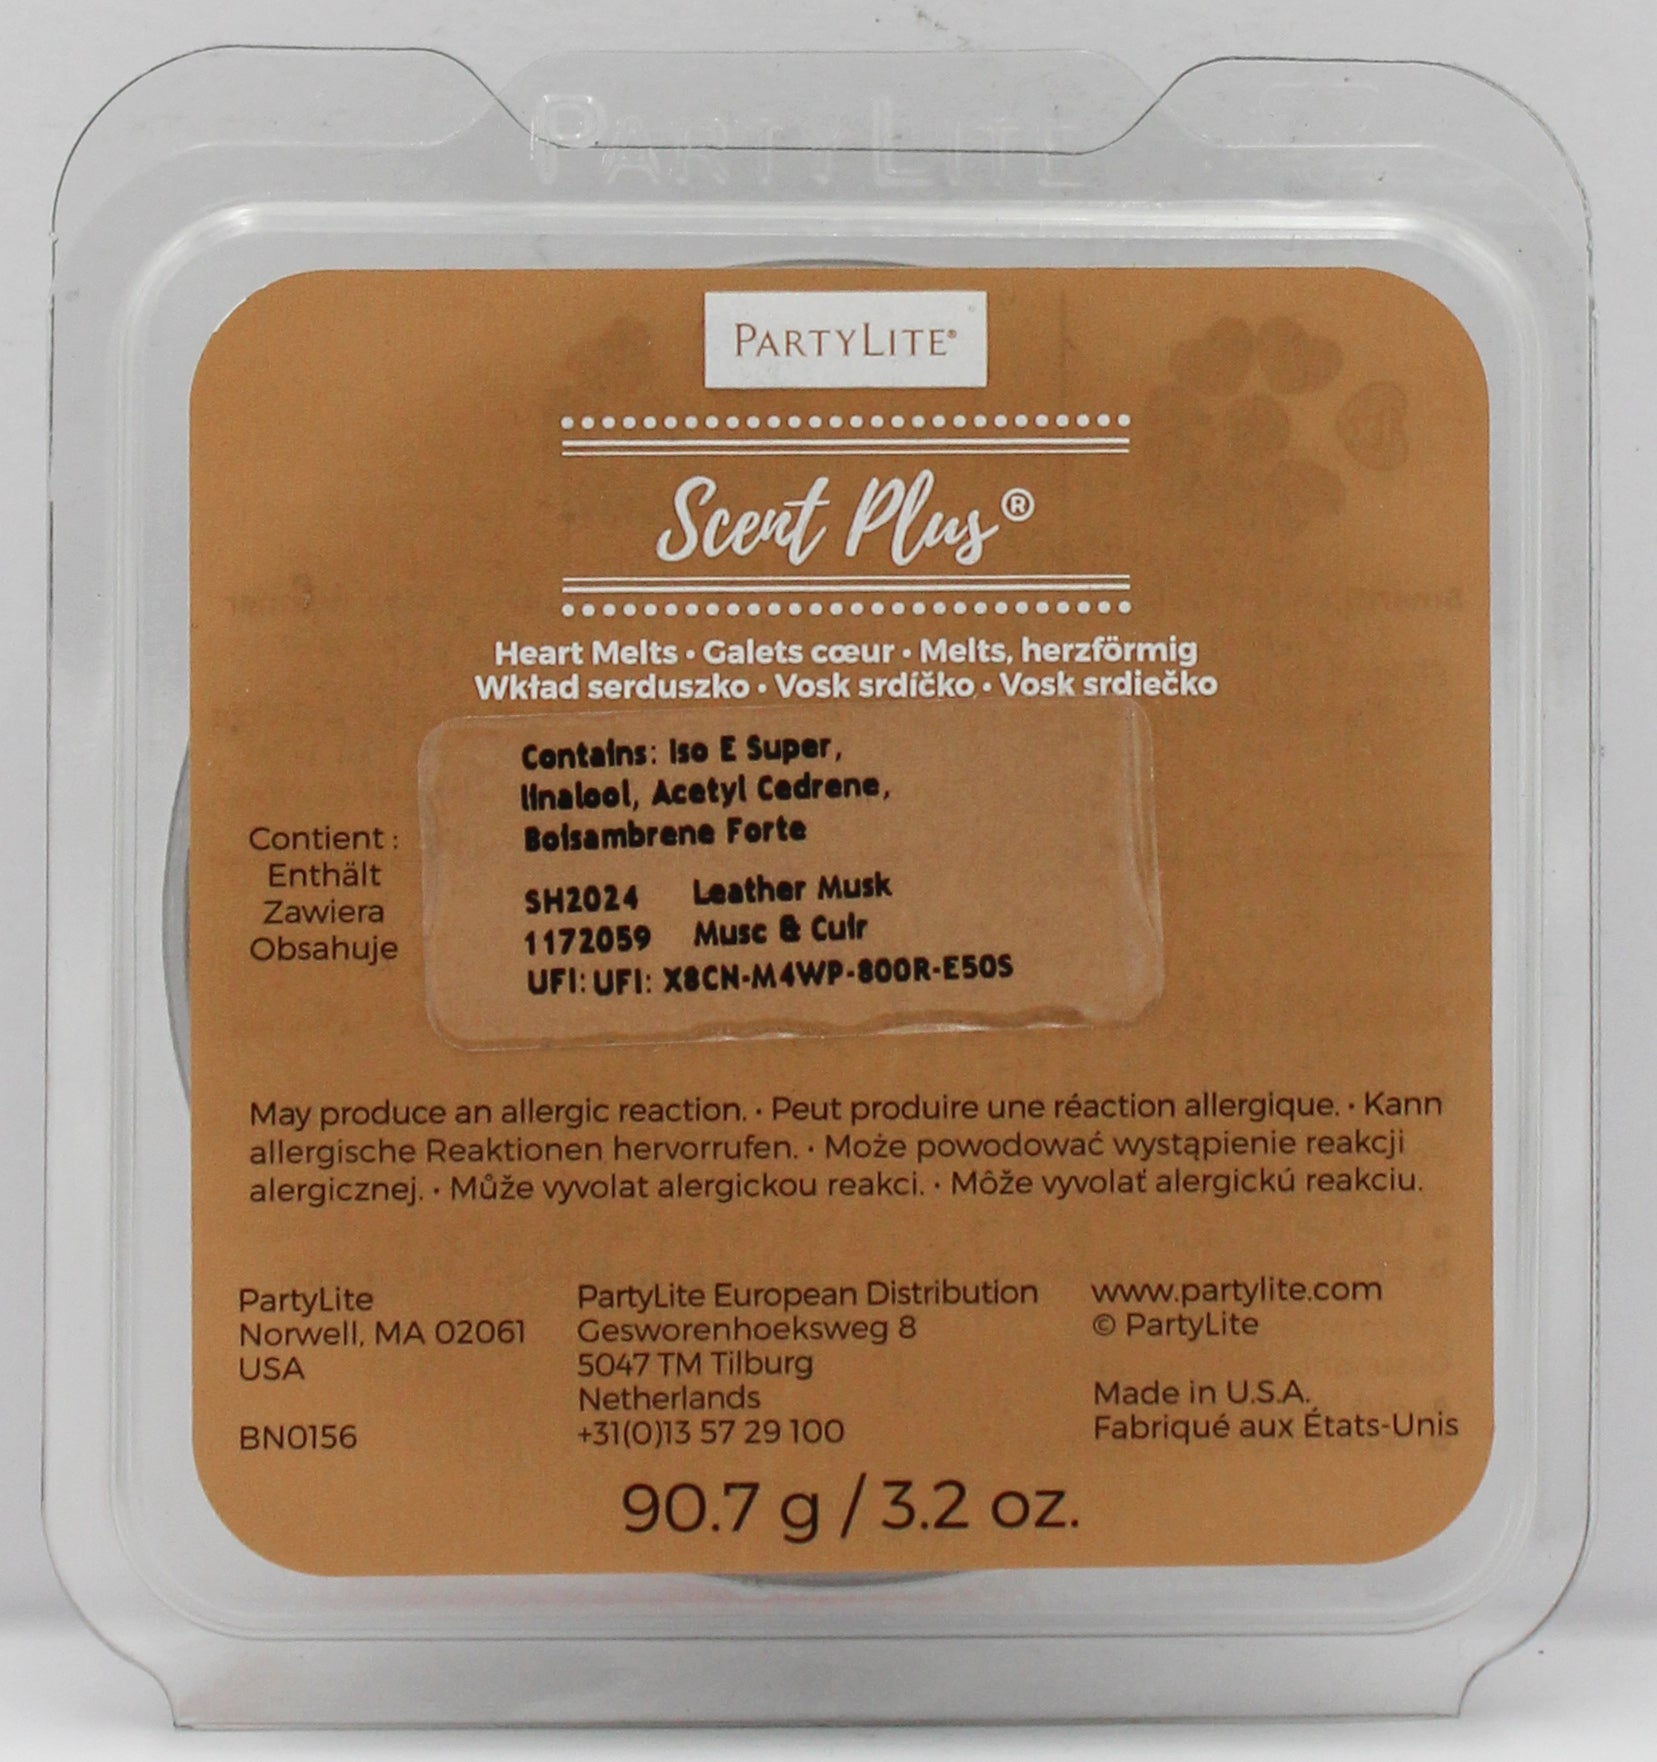 PARTYLITE
PARTYLITE®
Scent Plus®
Heart Melts • Galets cœur • Melts, herzförmig
Wkład serduszko • Vosk srdíčko • Vosk srdiečko
Contains: Iso E Super,
linalool, Acetyl Cedrene,
Boisambrene Forte
Contient :
Enthält
Zawiera
Obsahuje
SH2024 Leather Musk
1172059 Musc & Cuir
UFI: UFI: X8CN-M4WP-800R-E50S
May produce an allergic reaction. • Peut produire une réaction allergique. • Kann
allergische Reaktionen hervorrufen. • Może powodować wystąpienie reakcji
alergicznej. • Může vyvolat alergickou reakci. • Môže vyvolať alergickú reakciu.
PartyLite
Norwell, MA 02061
USA
BN0156
PartyLite European Distribution
Gesworenhoeksweg 8
5047 TM Tilburg
Netherlands
+31(0)13 57 29 100
www.partylite.com
© PartyLite
Made in U.S.A.
Fabriqué aux États-Unis
90.7 g / 3.2 oz.